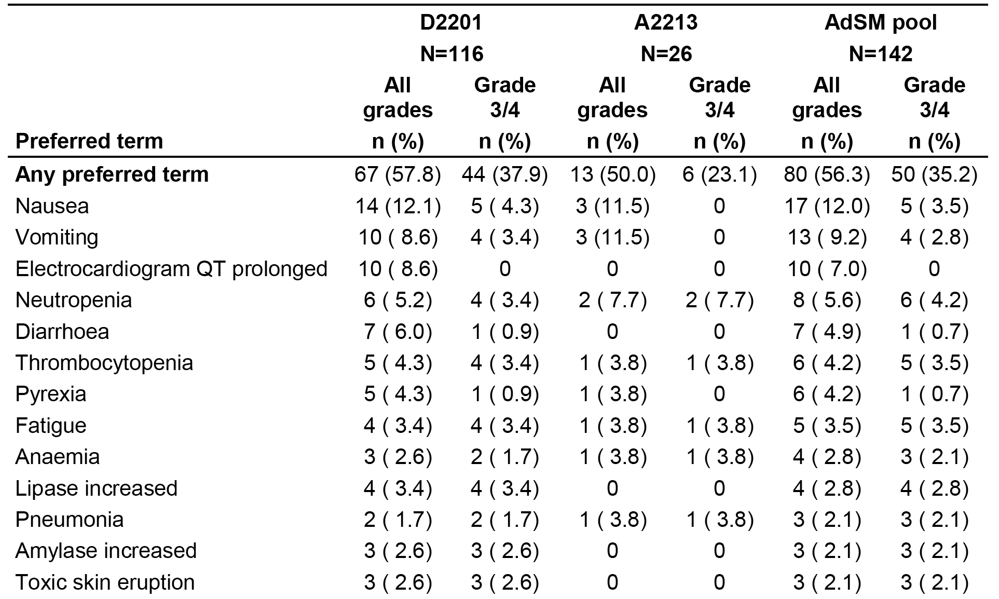 D2201 A2213 AdSM pool
N=116 N=26 N=142
All Grade All Grade All Grade
grades 3/4 grades 3/4 grades 3/4
Preferred term n (%) n (%) n (%) n (%) n (%) n (%)
Any preferred term 67 (57.8) 44 (37.9) 13 (50.0) 6 (23.1) 80 (56.3) 50 (35.2)
Nausea 14 (12.1) 5 ( 4.3) 3 (11.5) 0 17 (12.0) 5 ( 3.5)
Vomiting 10 ( 8.6) 4 ( 3.4) 3 (11.5) 0 13 ( 9.2) 4 ( 2.8)
Electrocardiogram QT prolonged 10 ( 8.6) 0 0 0 10 ( 7.0) 0
Neutropenia 6 ( 5.2) 4 ( 3.4) 2 ( 7.7) 2 ( 7.7) 8 ( 5.6) 6 ( 4.2)
Diarrhoea 7 ( 6.0) 1 ( 0.9) 0 0 7 ( 4.9) 1 ( 0.7)
Thrombocytopenia 5 ( 4.3) 4 ( 3.4) 1 ( 3.8) 1 ( 3.8) 6 ( 4.2) 5 ( 3.5)
Pyrexia 5 ( 4.3) 1 ( 0.9) 1 ( 3.8) 0 6 ( 4.2) 1 ( 0.7)
Fatigue 4 ( 3.4) 4 ( 3.4) 1 ( 3.8) 1 ( 3.8) 5 ( 3.5) 5 ( 3.5)
Anaemia 3 ( 2.6) 2 ( 1.7) 1 ( 3.8) 1 ( 3.8) 4 ( 2.8) 3 ( 2.1)
Lipase increased 4 ( 3.4) 4 ( 3.4) 0 0 4 ( 2.8) 4 ( 2.8)
Pneumonia 2 ( 1.7) 2 ( 1.7) 1 ( 3.8) 1 ( 3.8) 3 ( 2.1) 3 ( 2.1)
Amylase increased 3 ( 2.6) 3 ( 2.6) 0 0 3 ( 2.1) 3 ( 2.1)
Toxic skin eruption 3 ( 2.6) 3 ( 2.6) 0 0 3 ( 2.1) 3 ( 2.1)